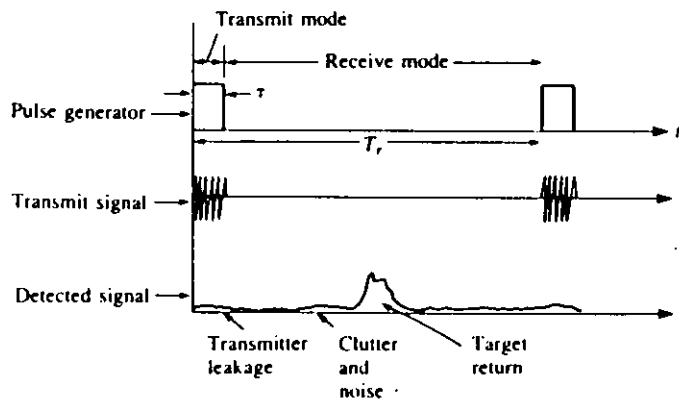 Transmit mode
Receive mode
τ
Pulse generator
t
T_r
Transmit signal
Detected signal
Transmitter
leakage
Clutter
and
noise
Target
return